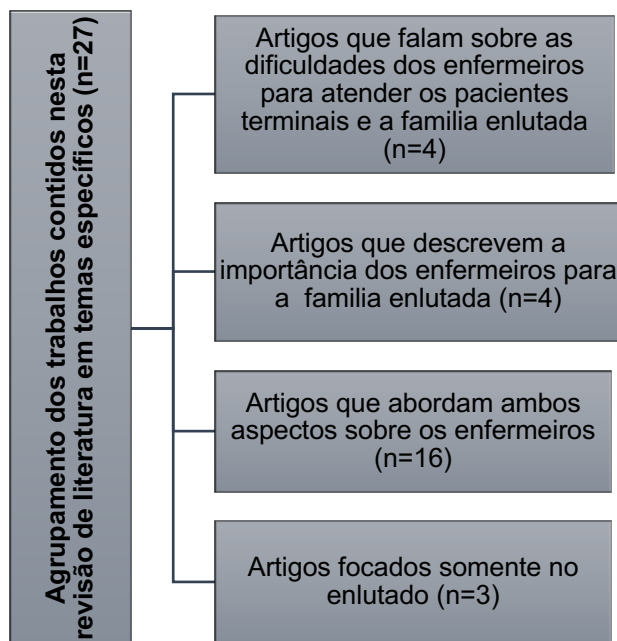 Agrupamento dos trabalhos contidos nesta
revisão de literatura em temas específicos (n=27)
Artigos que falam sobre as
dificuldades dos enfermeiros
para atender os pacientes
terminais e a familia enlutada
(n=4)
Artigos que descrevem a
importância dos enfermeiros para
a familia enlutada (n=4)
Artigos que abordam ambos
aspectos sobre os enfermeiros
(n=16)
Artigos focados somente no
enlutado (n=3)